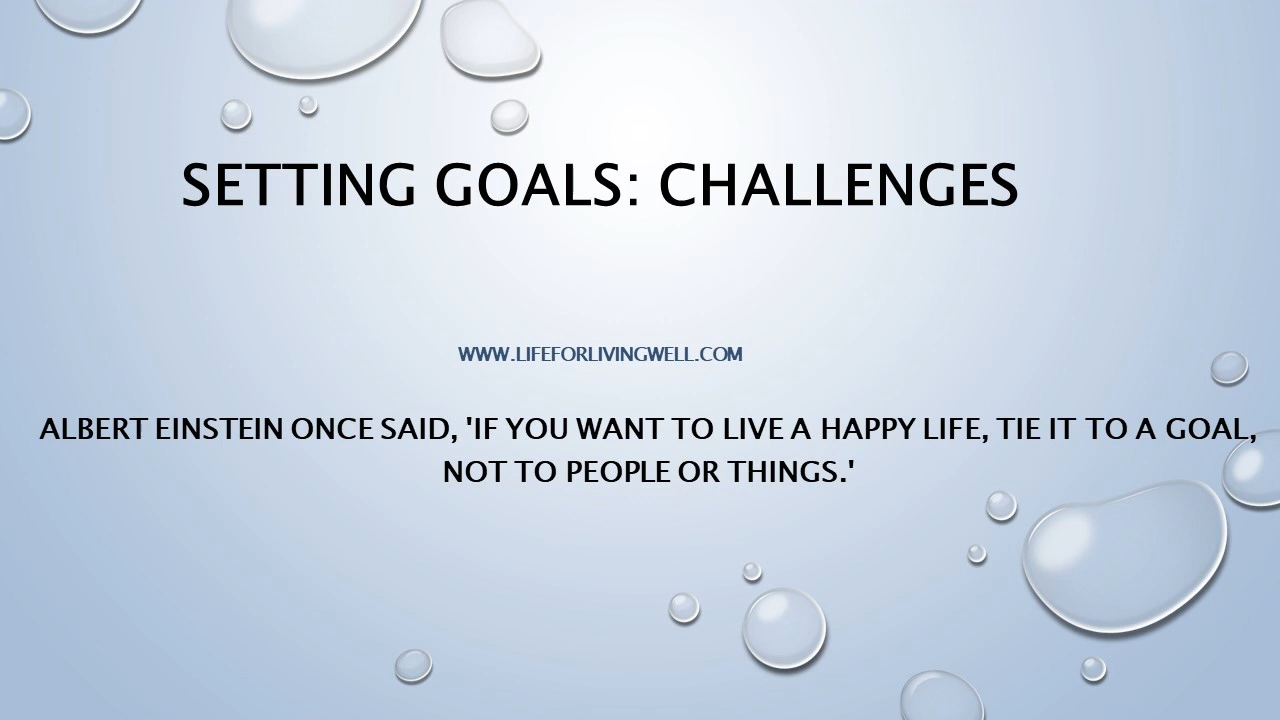 SETTING GOALS: CHALLENGES
WWW.LIFEFORLIVINGWELL.COM
ALBERT EINSTEIN ONCE SAID, 'IF YOU WANT TO LIVE A HAPPY LIFE, TIE IT TO A GOAL,
NOT TO PEOPLE OR THINGS.'